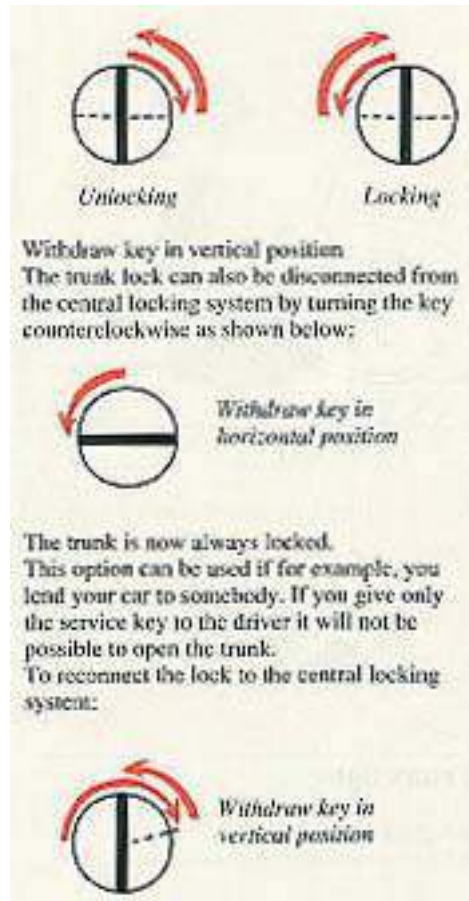 Unlocking Locking
Withdraw key in vertical position
The trunk lock can also be disconnected from
the central locking system by turning the key
counterclockwise as shown below:
Withdraw key in
horizontal position
The trunk is now always locked.
This option can be used if for example, you
lend your car to somebody. If you give only
the service key to the driver it will not be
possible to open the trunk.
To reconnect the lock to the central locking
system:
Withdraw key in
vertical position